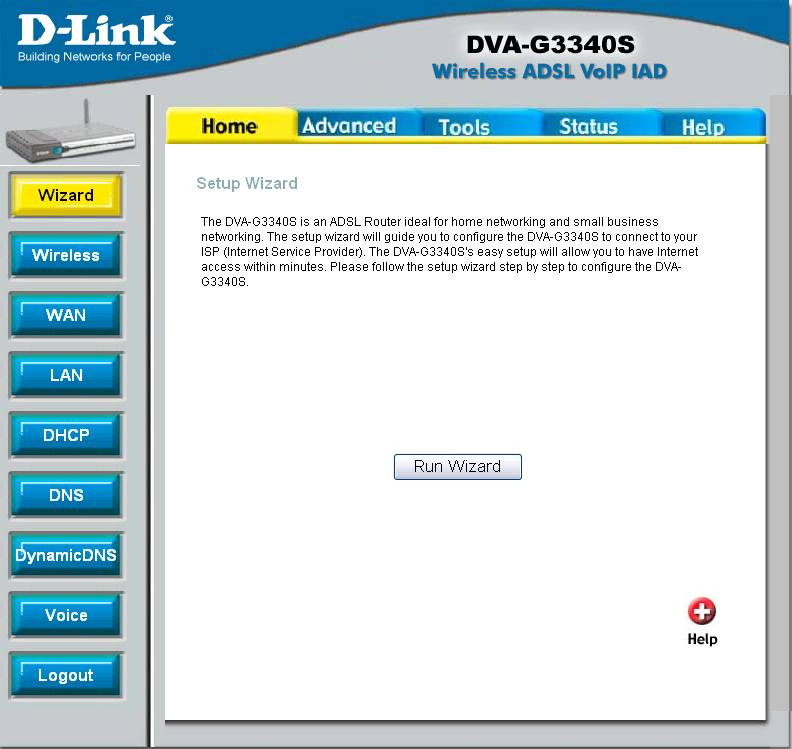 D-Link®
Building Networks for People
DVA-G3340S
Wireless ADSL VoIP IAD
Home
Advanced
Tools
Status
Help
Wizard
Wireless
WAN
LAN
DHCP
DNS
DynamicDNS
Voice
Logout
Setup Wizard
The DVA-G3340S is an ADSL Router ideal for home networking and small business
networking. The setup wizard will guide you to configure the DVA-G3340S to connect to your
ISP (Internet Service Provider). The DVA-G3340S's easy setup will allow you to have Internet
access within minutes. Please follow the setup wizard step by step to configure the DVA-
G3340S.
Run Wizard
Help